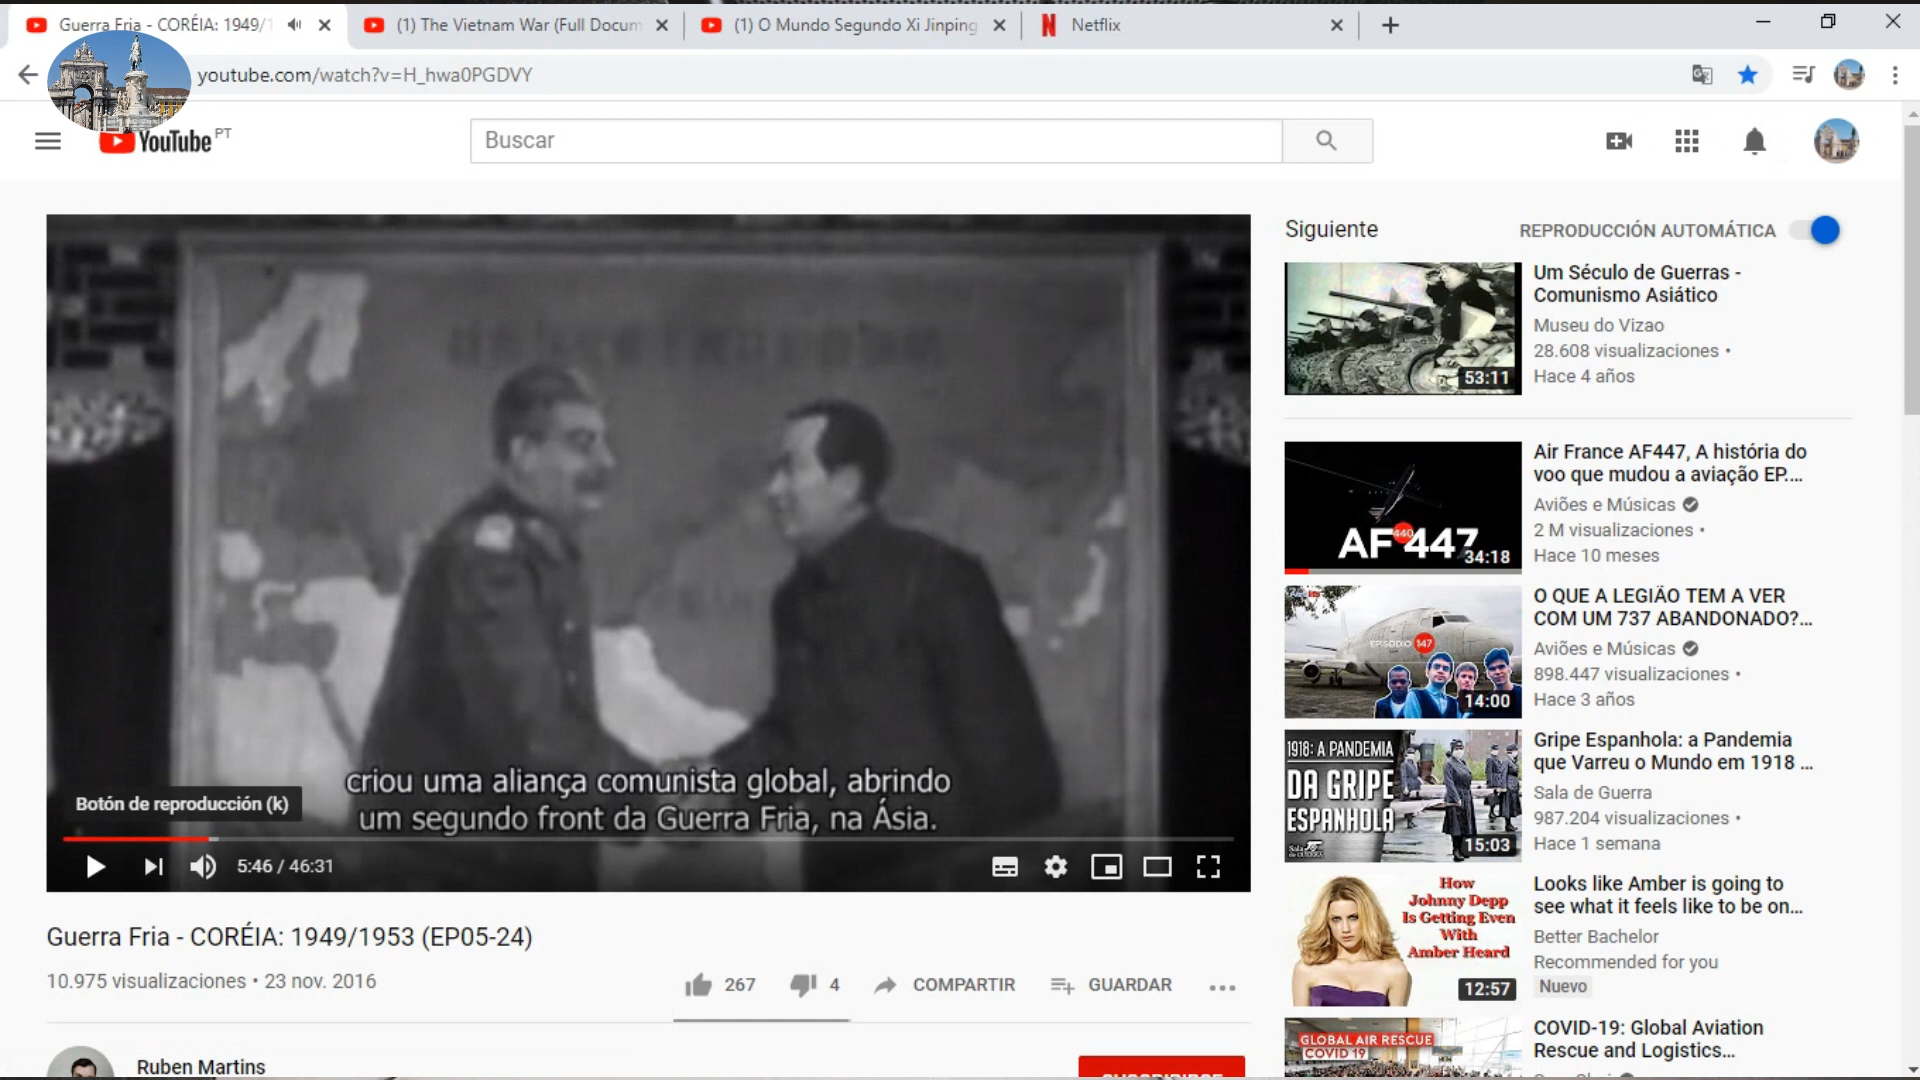 Guerra Fria - CORÉIA: 1949/1
(1) The Vietnam War (Full Docum
(1) O Mundo Segundo Xi Jinping
Netflix
youtube.com/watch?v=H_hwa0PGDVY
YouTube PT
Buscar
criou uma aliança comunista global, abrindo
um segundo front da Guerra Fria, na Ásia.
Botón de reproducción (k)
5:46 / 46:31
Guerra Fria - CORÉIA: 1949/1953 (EP05-24)
10.975 visualizaciones • 23 nov. 2016
267
4
COMPARTIR
GUARDAR
Ruben Martins
Siguiente
REPRODUCCIÓN AUTOMÁTICA
53:11
Um Século de Guerras -
Comunismo Asiático
Museu do Vizao
28.608 visualizaciones •
Hace 4 años
AF 447
440
34:18
Air France AF447, A história do
voo que mudou a aviação EP....
Aviões e Músicas
2 M visualizaciones •
Hace 10 meses
EPISODIO 147
14:00
O QUE A LEGIÃO TEM A VER
COM UM 737 ABANDONADO?...
Aviões e Músicas
898.447 visualizaciones •
Hace 3 años
1918: A PANDEMIA
DA GRIPE
ESPANHOLA
15:03
Gripe Espanhola: a Pandemia
que Varreu o Mundo em 1918 ...
Sala de Guerra
987.204 visualizaciones •
Hace 1 semana
How
Johnny Depp
Is Getting Even
With
Amber Heard
12:57
Looks like Amber is going to
see what it feels like to be on...
Better Bachelor
Recommended for you
Nuevo
GLOBAL AIR RESCUE
COVID 19
COVID-19: Global Aviation
Rescue and Logistics...